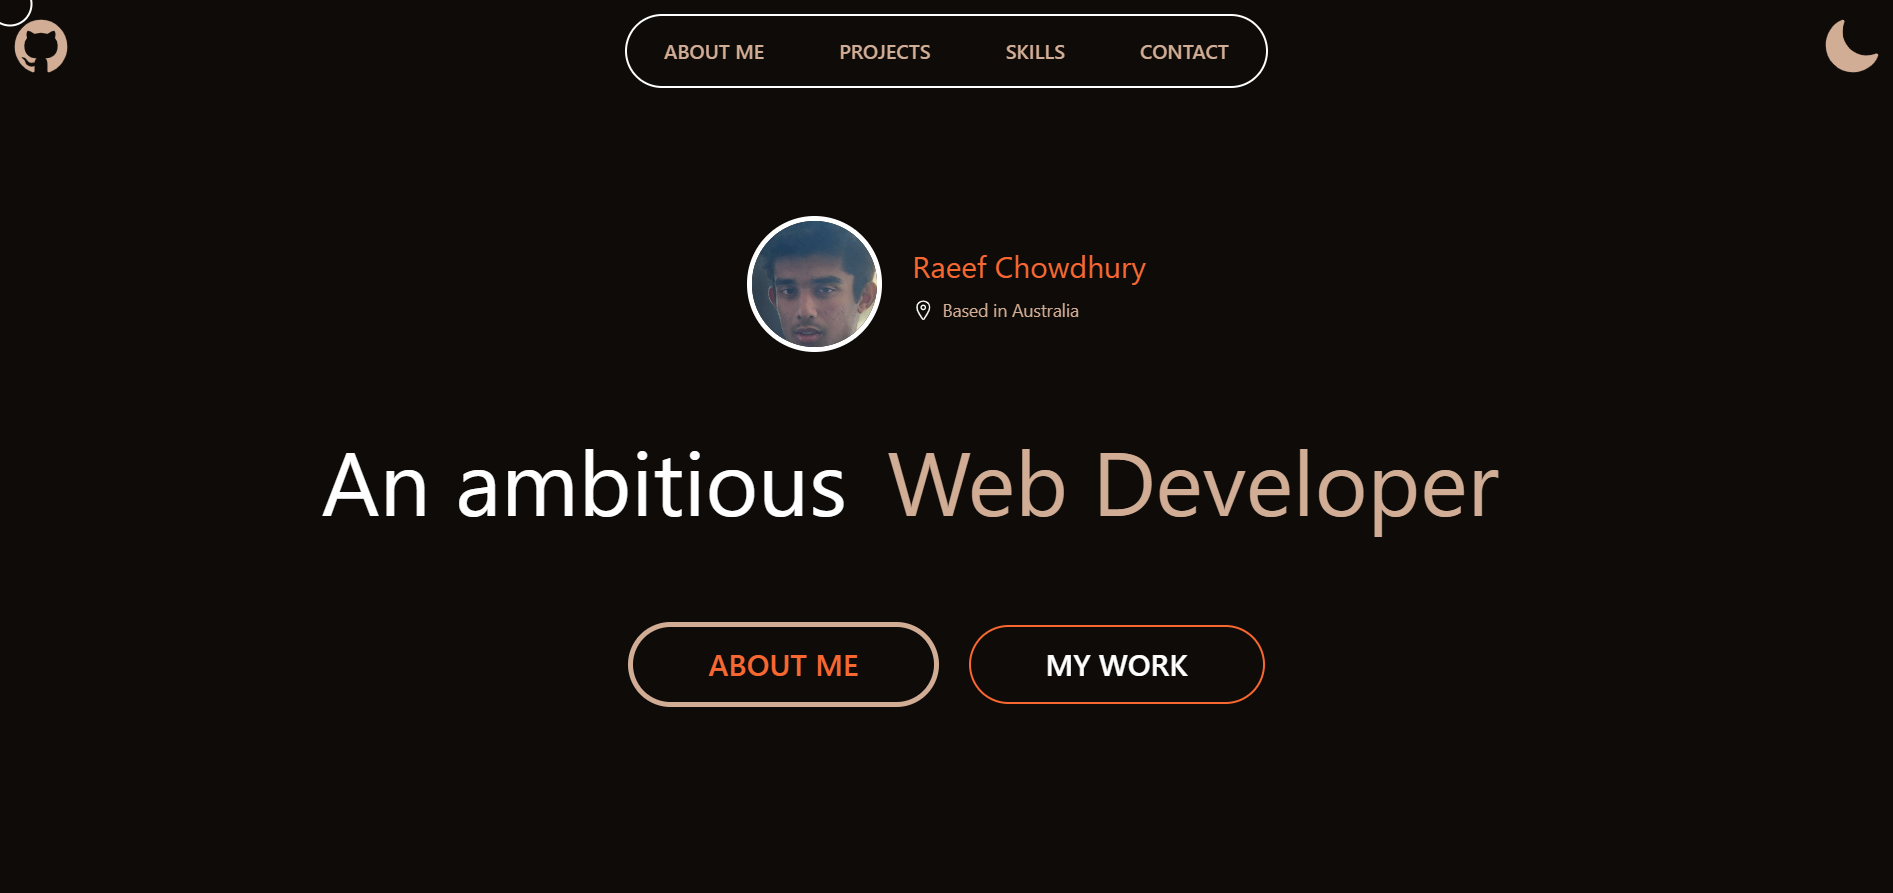 ABOUT ME PROJECTS SKILLS CONTACT
Raeef Chowdhury
Based in Australia
An ambitious Web Developer
ABOUT ME MY WORK